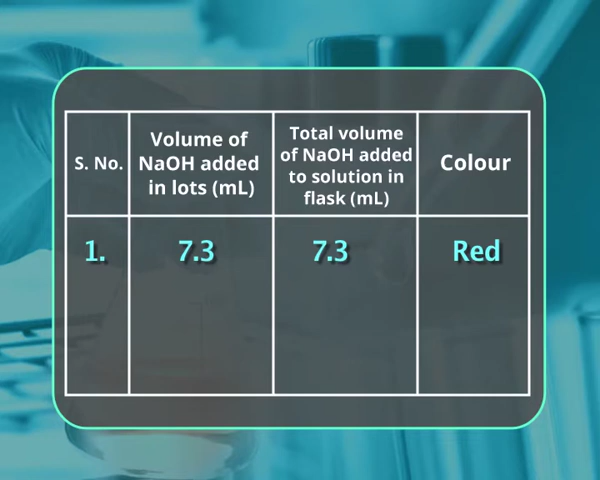 S. No.
Volume of
NaOH added
in lots (mL)
Total volume
of NaOH added
to solution in
flask (mL)
Colour
1.
7.3
7.3
Red